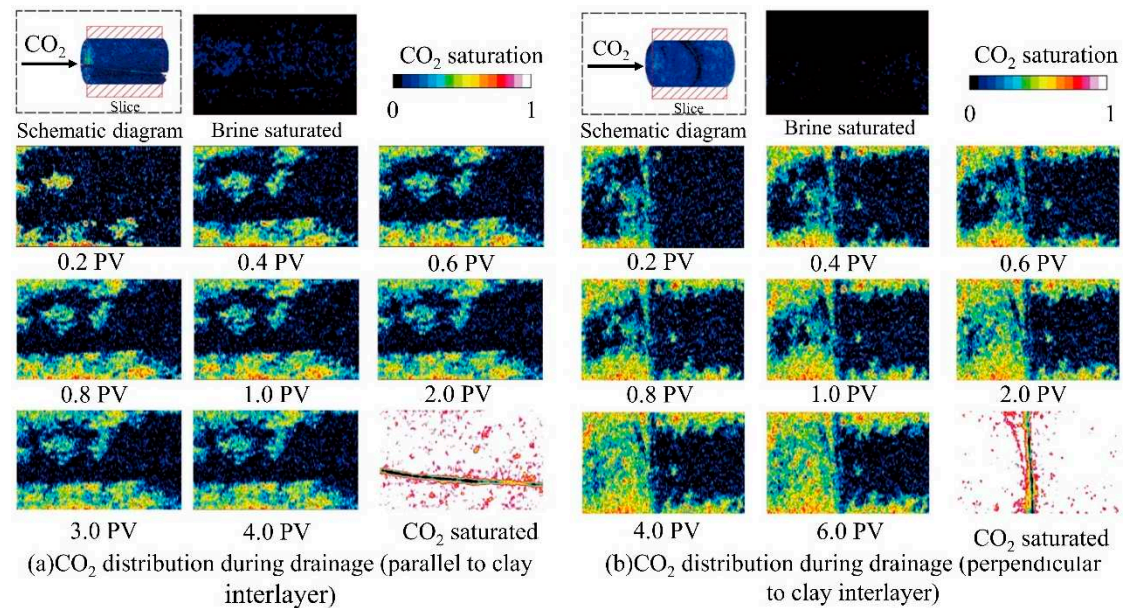 CO₂
Slice
Schematic diagram
Brine saturated
CO₂ saturation
0 1
0.2 PV 0.4 PV 0.6 PV
0.8 PV 1.0 PV 2.0 PV
3.0 PV 4.0 PV CO₂ saturated
(a)CO₂ distribution during drainage (parallel to clay
interlayer)
CO₂
Slice
Schematic diagram
Brine saturated
CO₂ saturation
0 1
0.2 PV 0.4 PV 0.6 PV
0.8 PV 1.0 PV 2.0 PV
4.0 PV 6.0 PV CO₂ saturated
(b)CO₂ distribution during drainage (perpendicular
to clay interlayer)